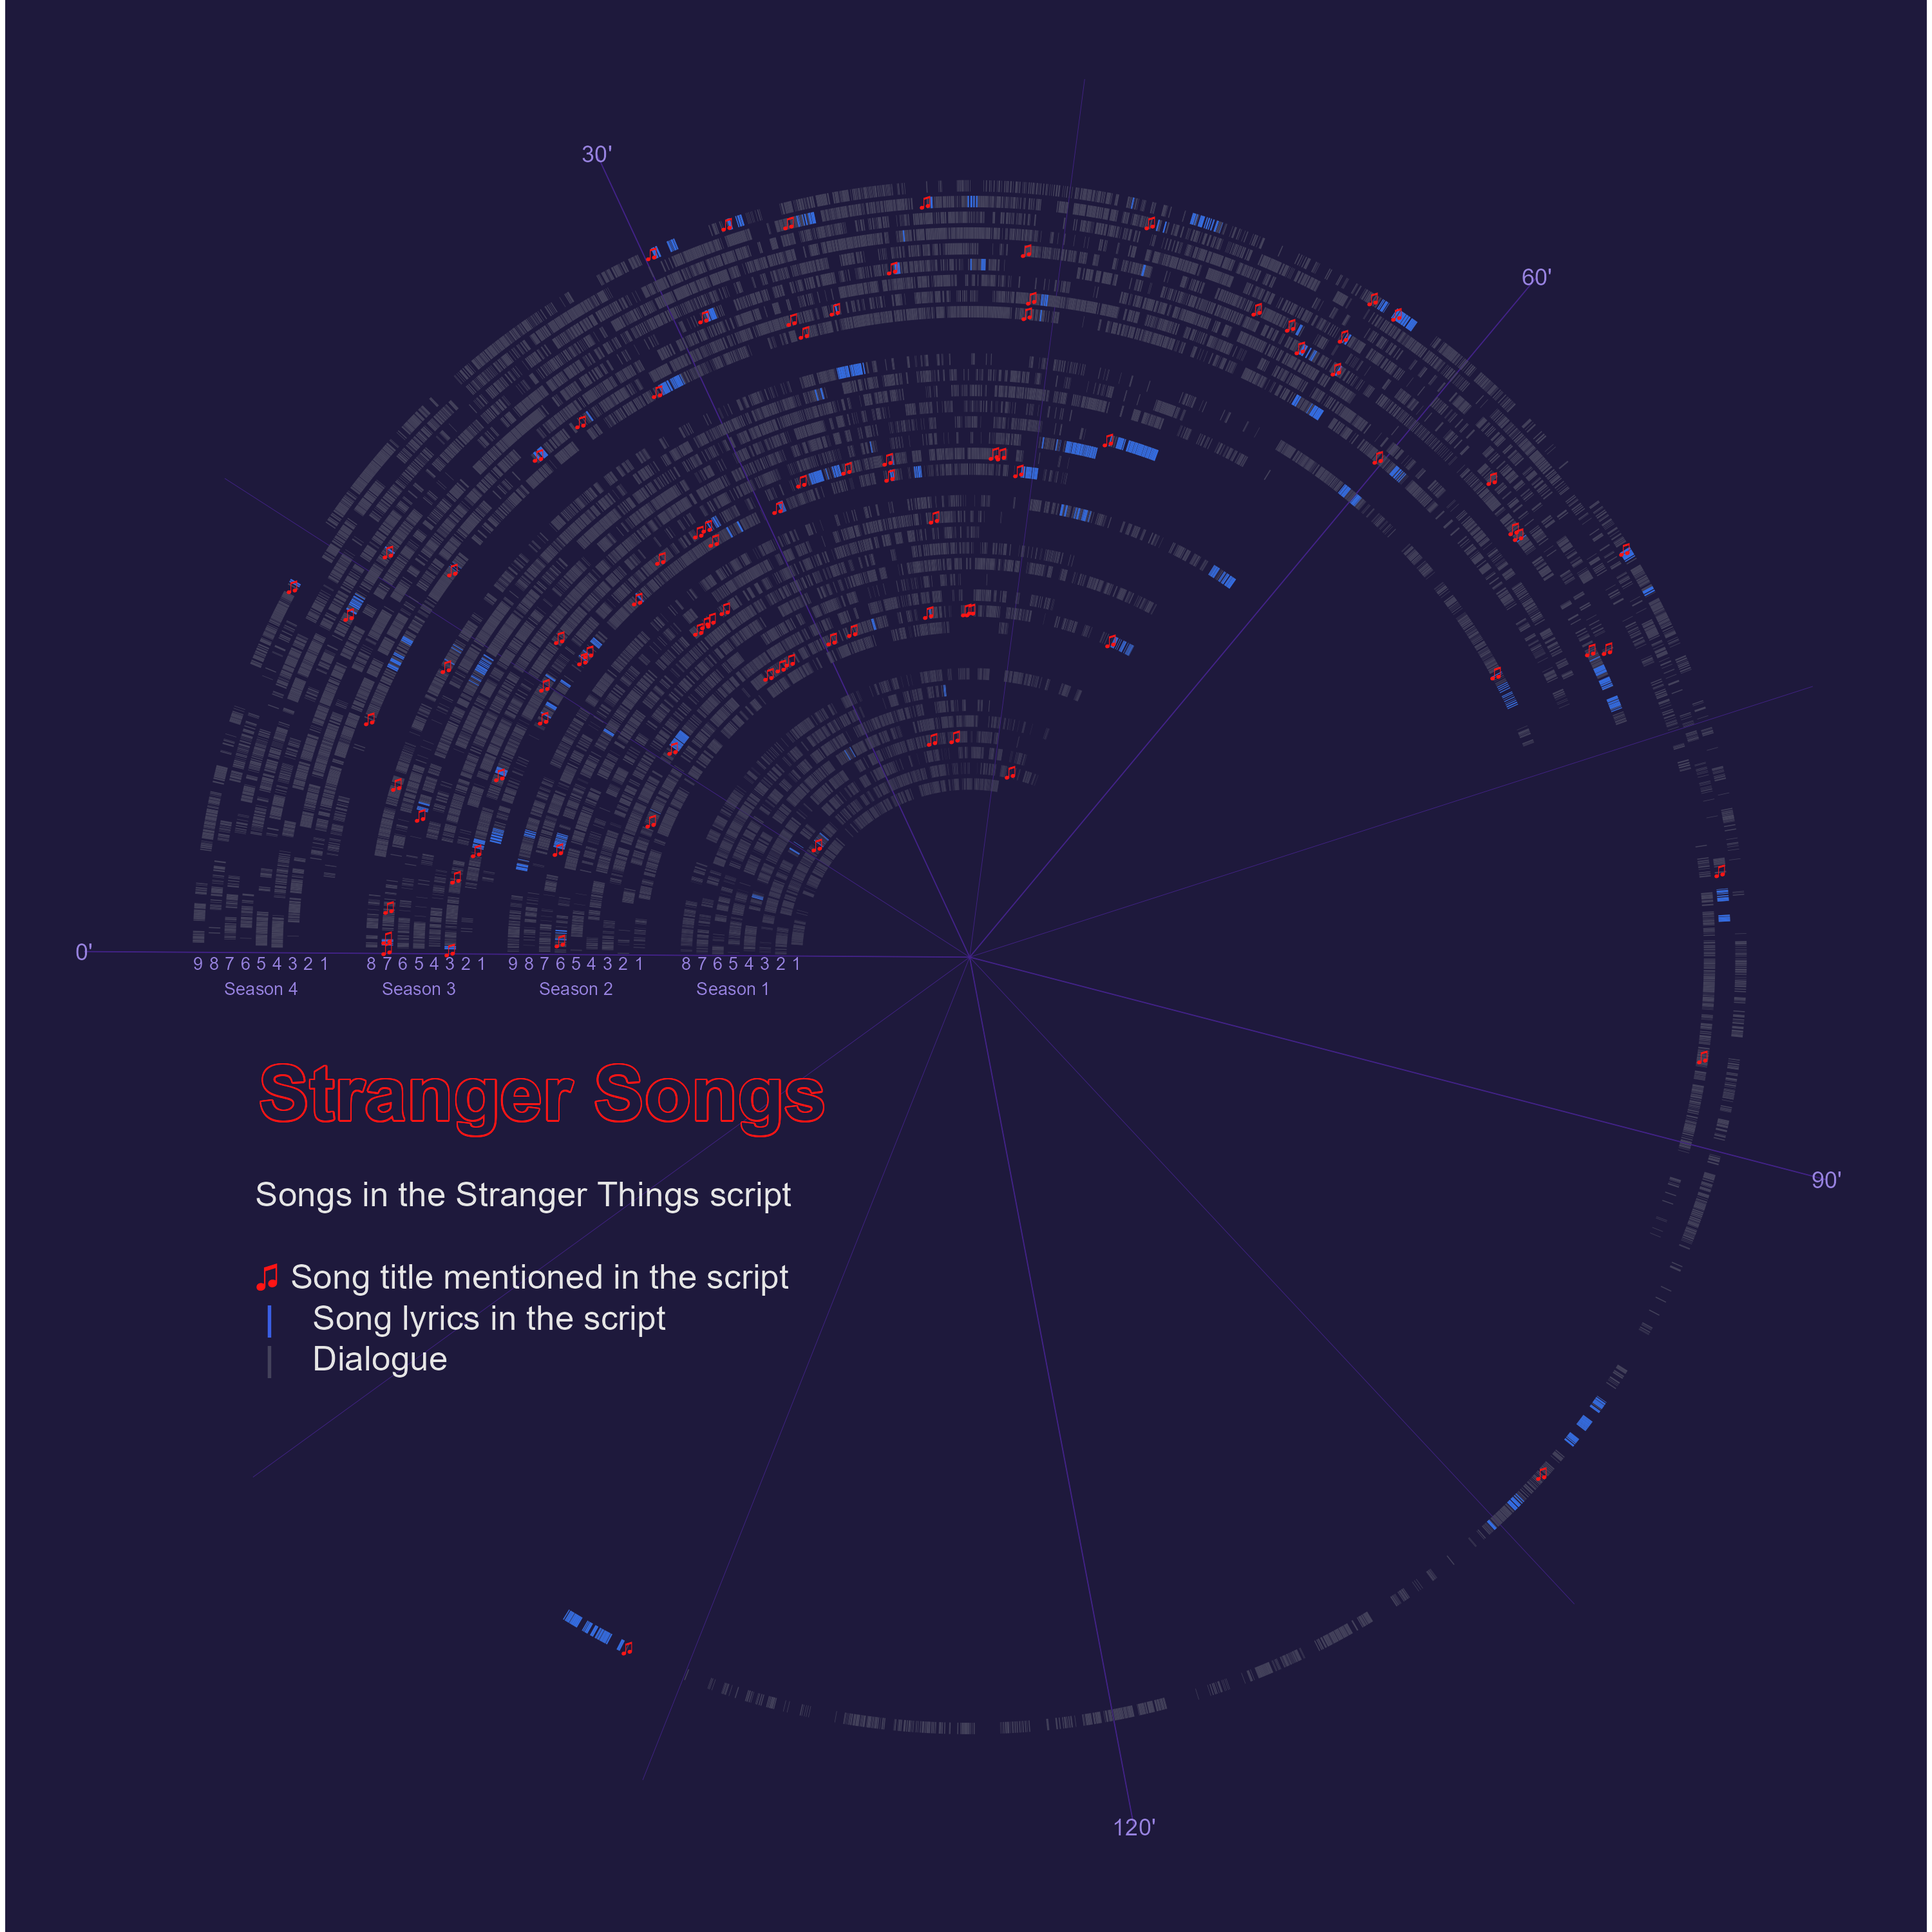 30'
60'
0'
9 8 7 6 5 4 3 2 1 8 7 6 5 4 3 2 1 9 8 7 6 5 4 3 2 1 8 7 6 5 4 3 2 1
Season 4 Season 3 Season 2 Season 1
Stranger Songs
90'
Songs in the Stranger Things script
Song title mentioned in the script
Song lyrics in the script
Dialogue
120'